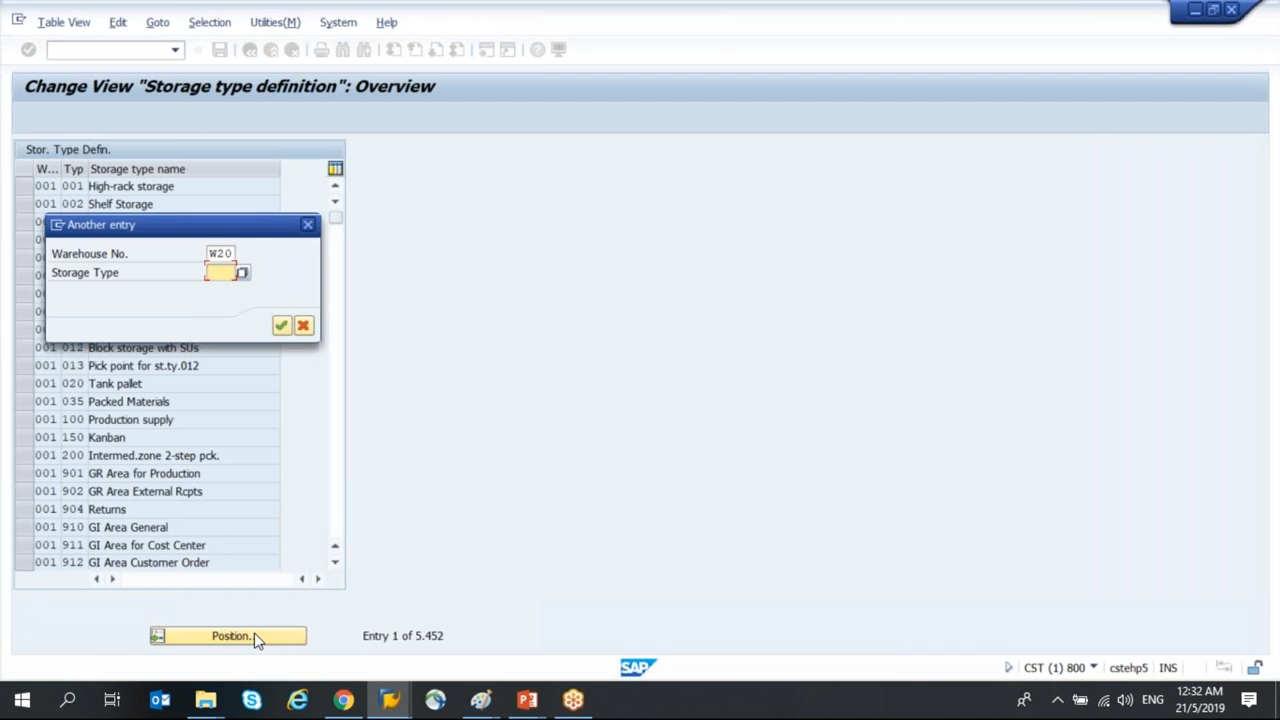 Table View Edit Goto Selection Utilities(M) System Help
Change View "Storage type definition": Overview
Stor. Type Defn.
W... Typ Storage type name
001 001 High-rack storage
001 002 Shelf Storage
Another entry
Warehouse No. W20
Storage Type
001 012 Block storage with SUs
001 013 Pick point for st.ty.012
001 020 Tank pallet
001 035 Packed Materials
001 100 Production supply
001 150 Kanban
001 200 Intermed.zone 2-step pck.
001 901 GR Area for Production
001 902 GR Area External Rcpts
001 904 Returns
001 910 GI Area General
001 911 GI Area for Cost Center
001 912 GI Area Customer Order
Position... Entry 1 of 5.452
SAP CST (1) 800 cstehp5 INS
ENG
12:32 AM
21/5/2019